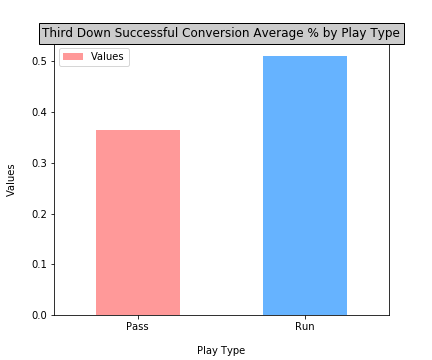 Third Down Successful Conversion Average % by Play Type
Values
0.5
0.4
0.3
0.2
0.1
0.0
Values
Pass
Run
Play Type